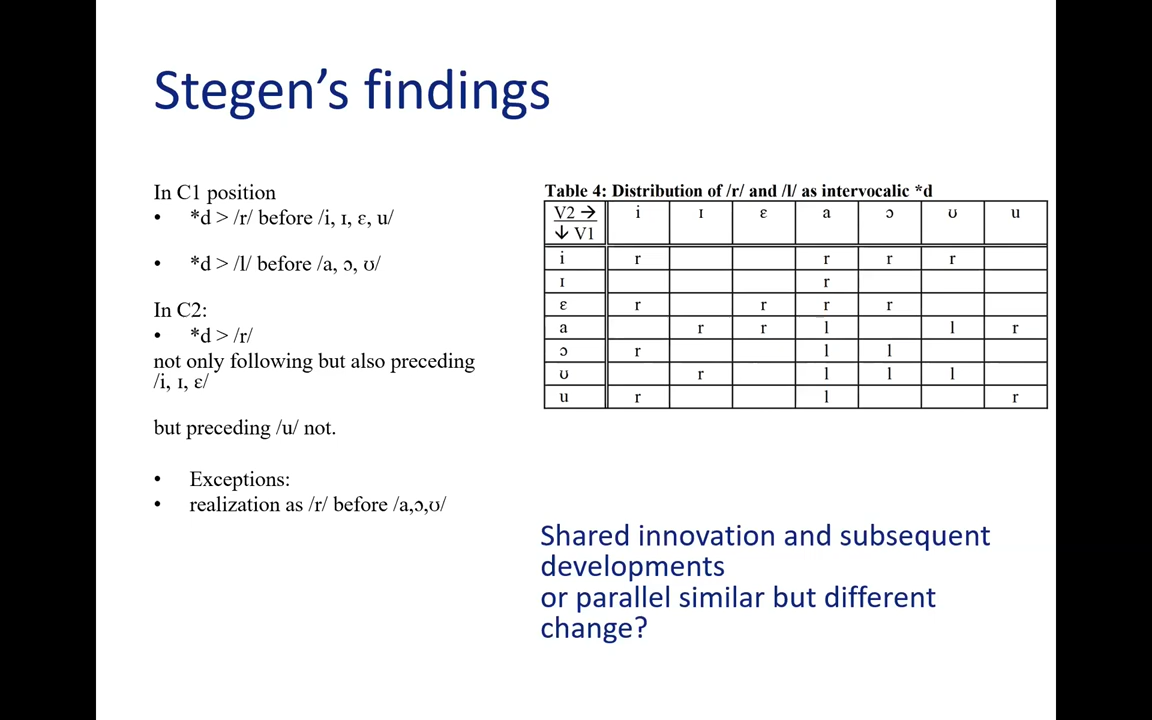 Stegen’s findings
In C1 position
• *d > /r/ before /i, ɪ, ɛ, u/
• *d > /l/ before /a, ɔ, ʊ/
In C2:
• *d > /r/
not only following but also preceding
/i, ɪ, ɛ/
but preceding /u/ not.
• Exceptions:
• realization as /r/ before /a,ɔ,ʊ/
Table 4: Distribution of /r/ and /l/ as intervocalic *d
V2 → i ɪ ɛ a ɔ ʊ u
↓ V1
i r r r r
ɪ r
ɛ r r r r
a r r l l r
ɔ r l l
ʊ r l l l
u r l r
Shared innovation and subsequent
developments
or parallel similar but different
change?